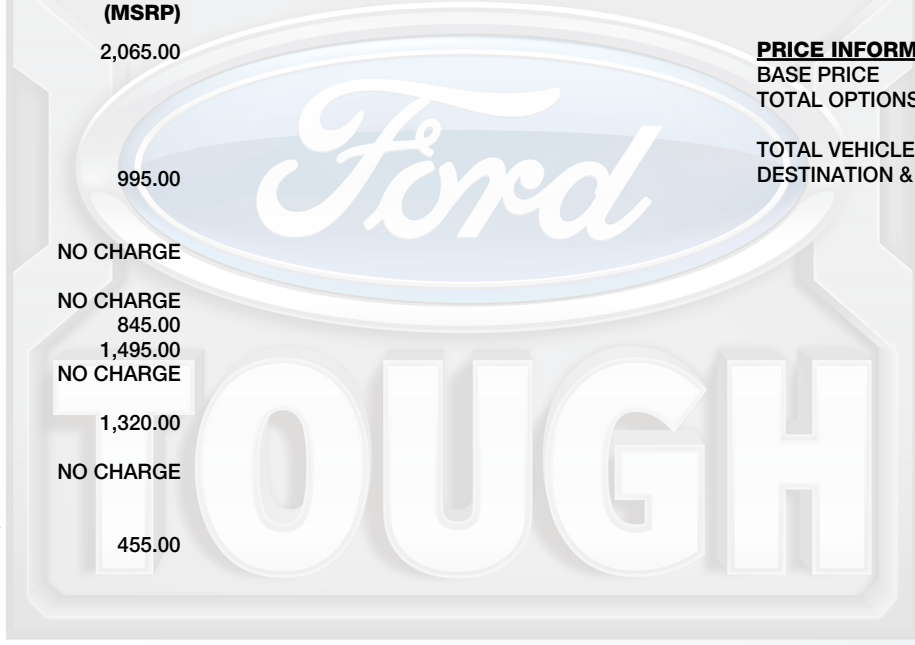 (MSRP)
2,065.00
995.00
NO CHARGE
NO CHARGE
845.00
1,495.00
NO CHARGE
1,320.00
NO CHARGE
455.00
PRICE INFORM
BASE PRICE
TOTAL OPTIONS
TOTAL VEHICLE
DESTINATION &
Ford
TOUGH